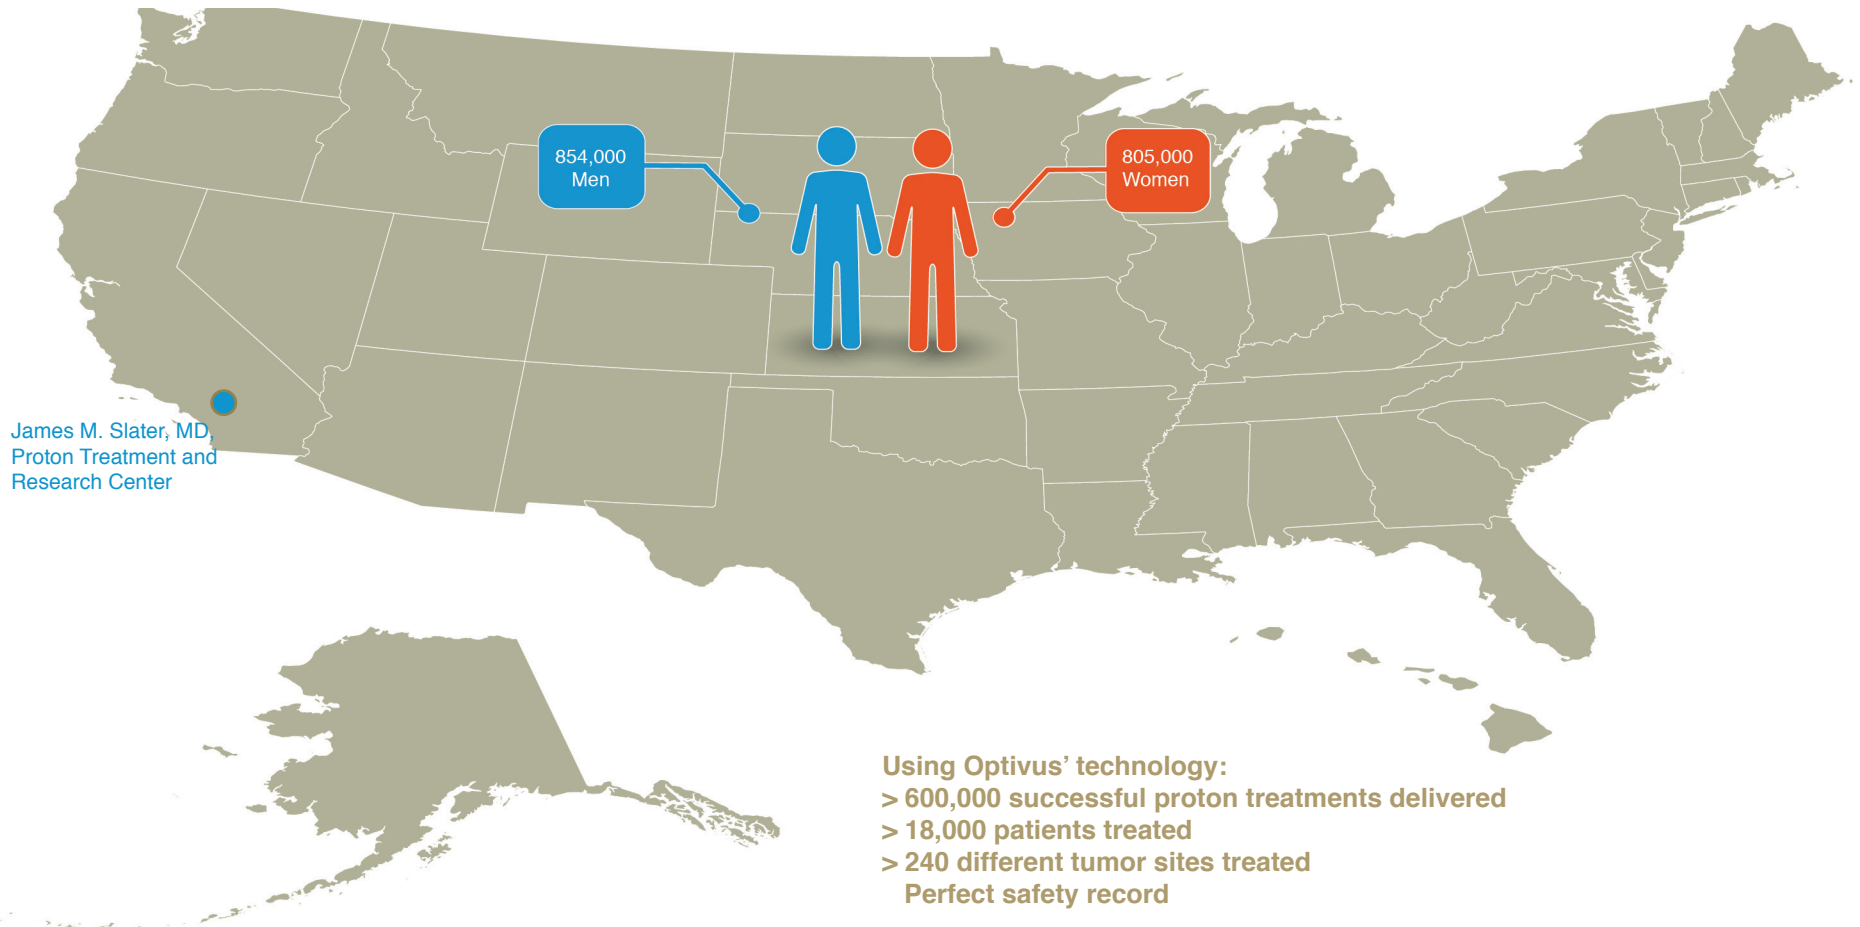 854,000
Men
805,000
Women
James M. Slater, MD,
Proton Treatment and
Research Center
Using Optivus’ technology:
> 600,000 successful proton treatments delivered
> 18,000 patients treated
> 240 different tumor sites treated
Perfect safety record